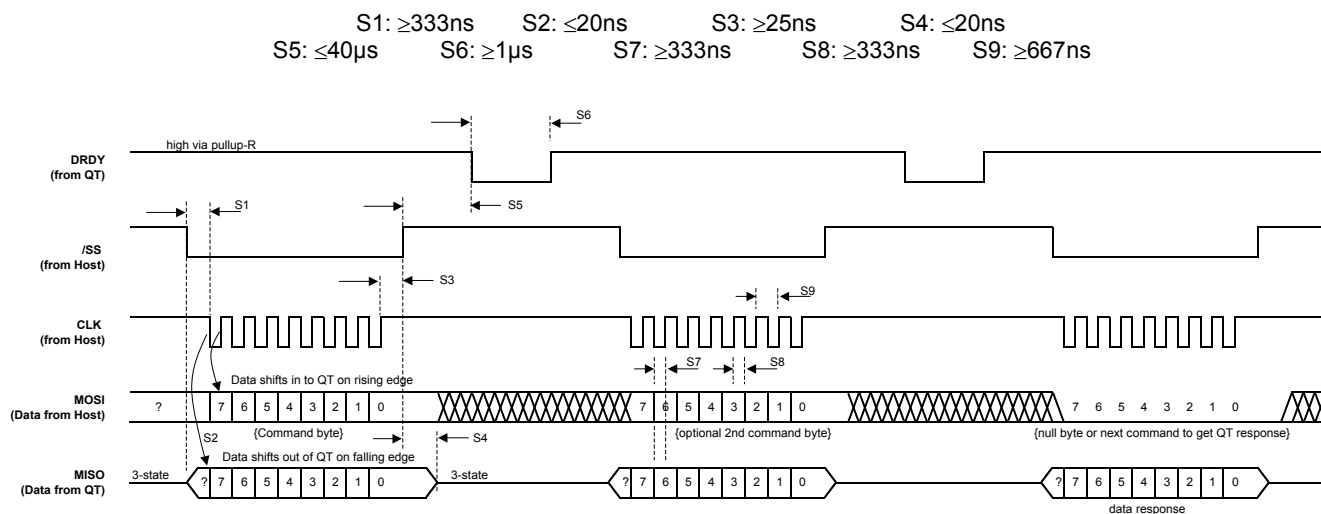 S1: ≥333ns S2: ≤20ns S3: ≥25ns S4: ≤20ns
S5: ≤40µs S6: ≥1µs S7: ≥333ns S8: ≥333ns S9: ≥667ns
S6
high via pullup-R
DRDY
(from QT)
S1
S5
/SS
(from Host)
S3
S9
CLK
(from Host)
S7
S8
Data shifts in to QT on rising edge
MOSI
(Data from Host)
? 7 6 5 4 3 2 1 0 7 6 5 4 3 2 1 0 7 6 5 4 3 2 1 0
S2
{Command byte}
S4
{optional 2nd command byte}
{null byte or next command to get QT response}
Data shifts out of QT on falling edge
MISO
(Data from QT)
3-state ? 7 6 5 4 3 2 1 0 3-state ? 7 6 5 4 3 2 1 0 ? 7 6 5 4 3 2 1 0
data response